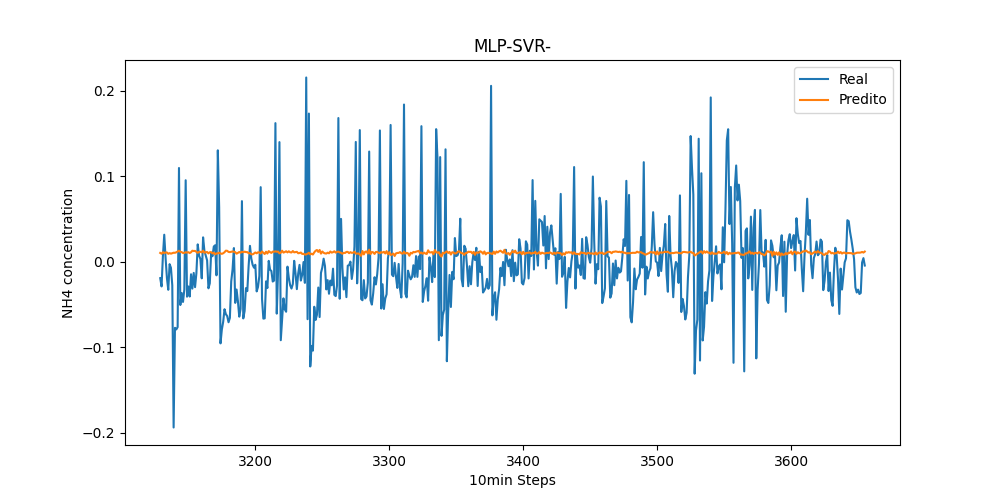 MLP-SVR-
Real
Predito
NH4 concentration
0.2
0.1
0.0
−0.1
−0.2
3200
3300
3400
3500
3600
10min Steps